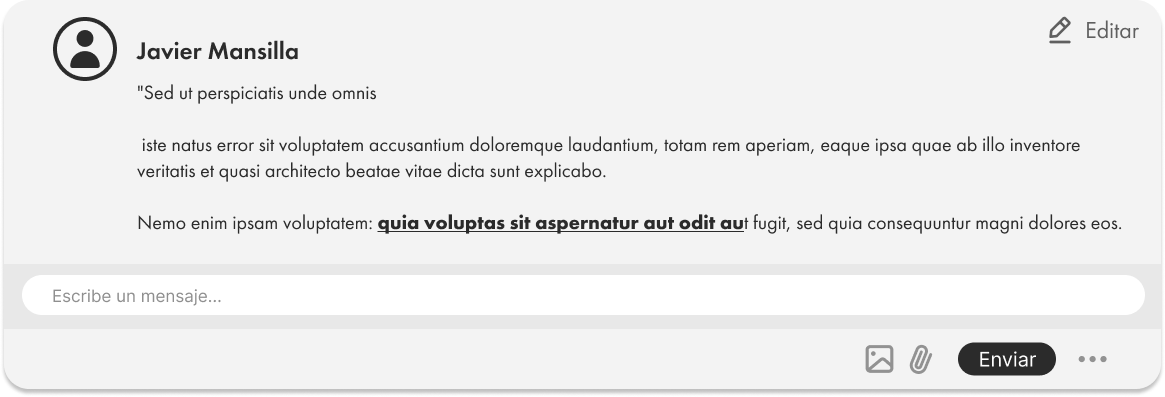 Editar
Javier Mansilla
"Sed ut perspiciatis unde omnis
iste natus error sit voluptatem accusantium doloremque laudantium, totam rem aperiam, eaque ipsa quae ab illo inventore
veritatis et quasi architecto beatae vitae dicta sunt explicabo.
Nemo enim ipsam voluptatem: quia voluptas sit aspernatur aut odit aut fugit, sed quia consequuntur magni dolores eos.
Escribe un mensaje...
Enviar